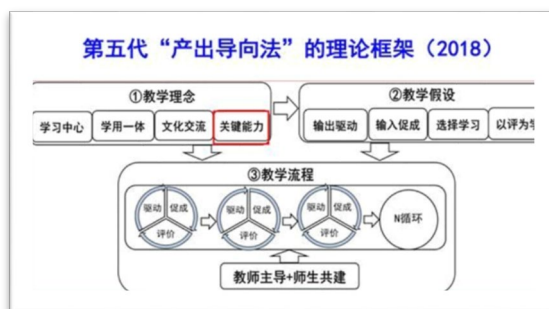 第五代“产出导向法”的理论框架（2018）
①教学理念
学习中心 学用一体 文化交流 关键能力
②教学假设
输出驱动 输入促成 选择学习 以评为学
③教学流程
驱动 促成 评价
驱动 促成 评价
驱动 促成 评价
N循环
教师主导+师生共建